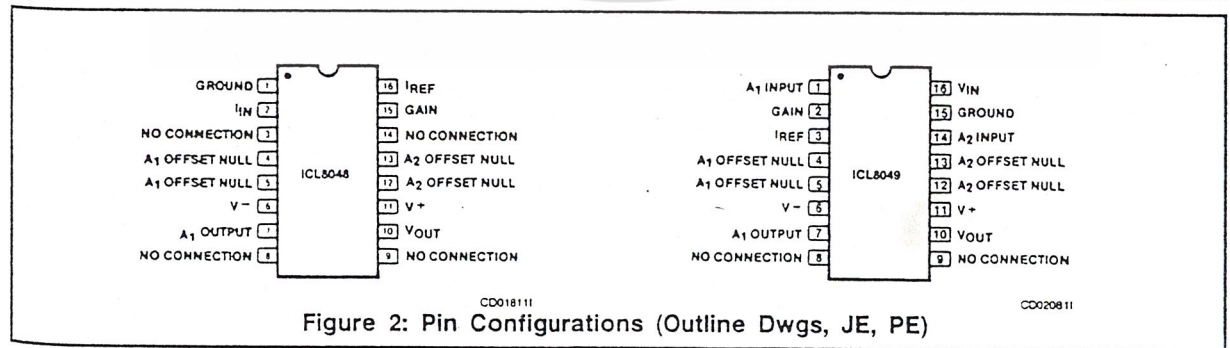 GROUND 1
IIN 2
NO CONNECTION 3
A1 OFFSET NULL 4
A1 OFFSET NULL 5
V- 6
A1 OUTPUT 7
NO CONNECTION 8
ICL8048
16 IREF
15 GAIN
14 NO CONNECTION
13 A2 OFFSET NULL
12 A2 OFFSET NULL
11 V+
10 VOUT
9 NO CONNECTION
CD01811I
A1 INPUT 1
GAIN 2
IREF 3
A1 OFFSET NULL 4
A1 OFFSET NULL 5
V- 6
A1 OUTPUT 7
NO CONNECTION 8
ICL8049
16 VIN
15 GROUND
14 A2 INPUT
13 A2 OFFSET NULL
12 A2 OFFSET NULL
11 V+
10 VOUT
9 NO CONNECTION
CD02081I
Figure 2: Pin Configurations (Outline Dwgs, JE, PE)